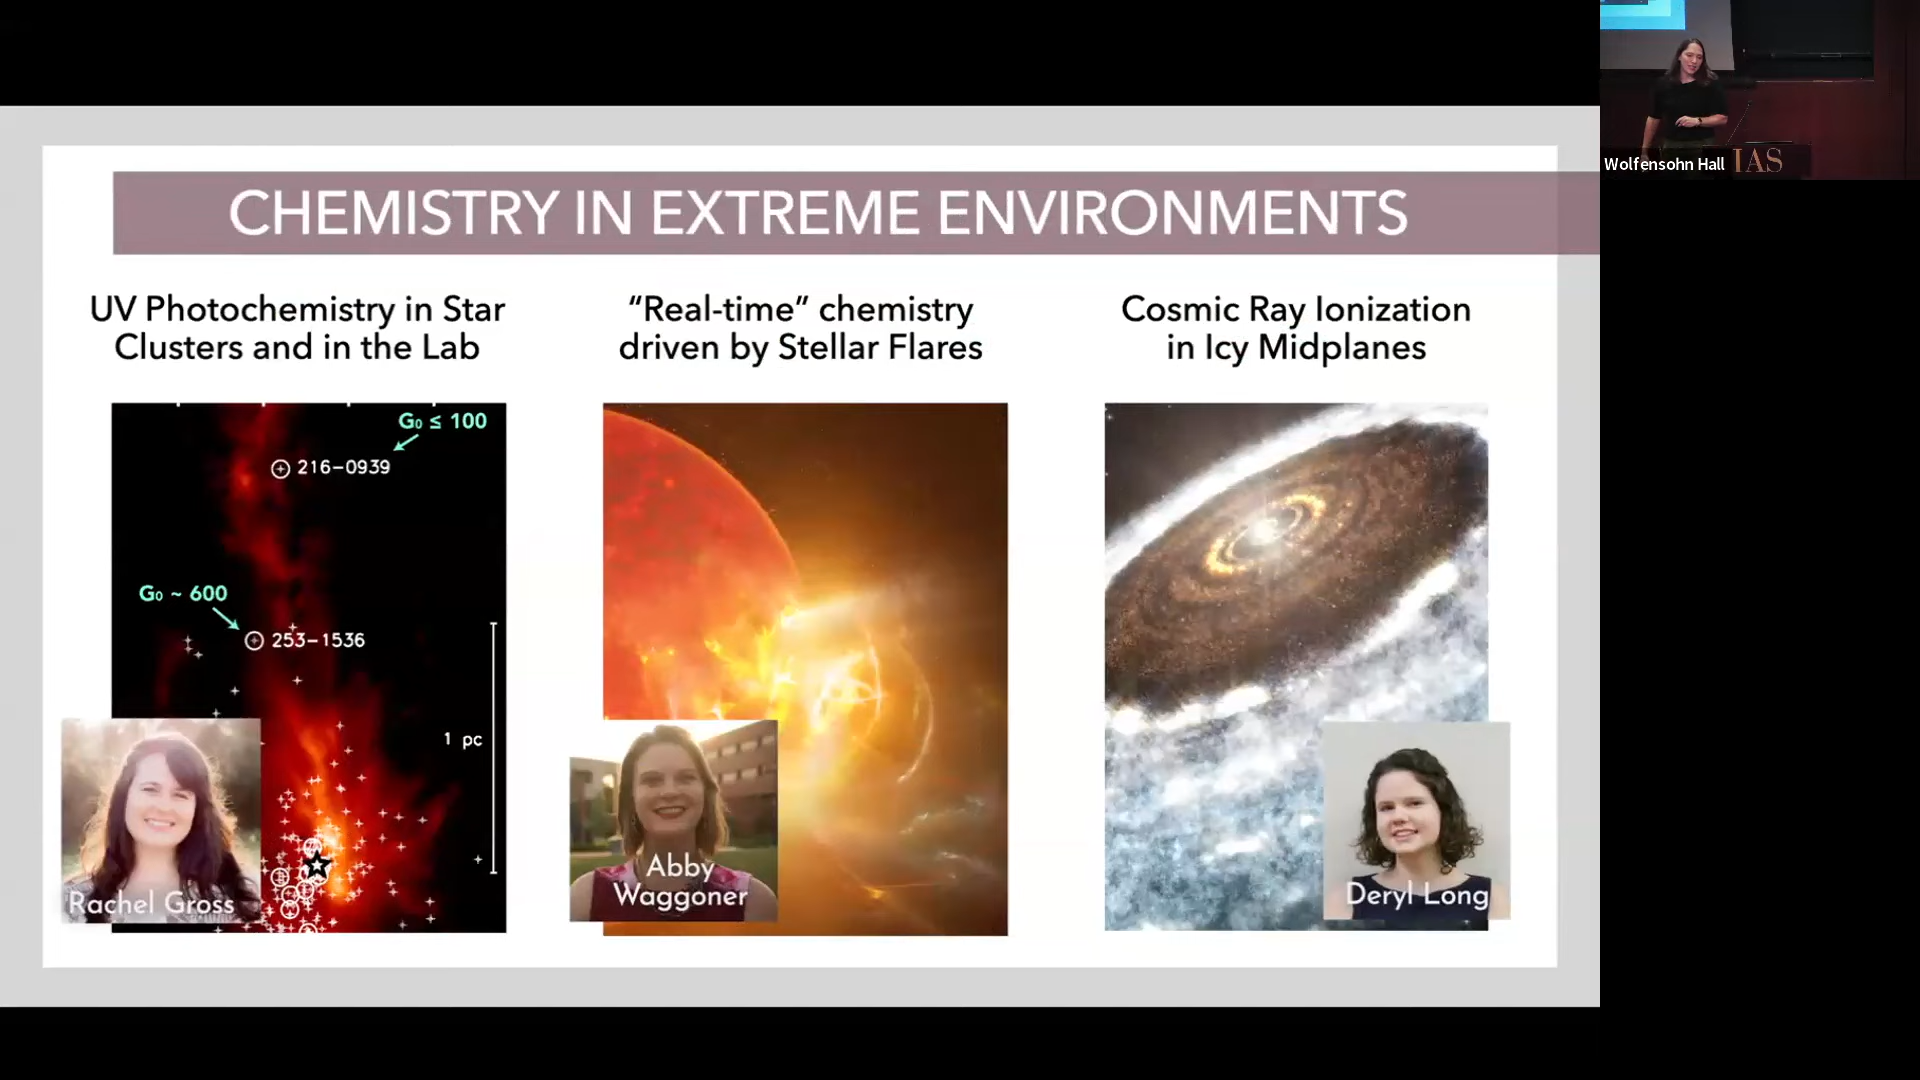 CHEMISTRY IN EXTREME ENVIRONMENTS
UV Photochemistry in Star
Clusters and in the Lab
G₀ ≤ 100
216-0939
G₀ ~ 600
253-1536
1 pc
Rachel Gross
"Real-time" chemistry
driven by Stellar Flares
Abby
Waggoner
Cosmic Ray Ionization
in Icy Midplanes
Deryl Long
Wolfensohn Hall
IAS